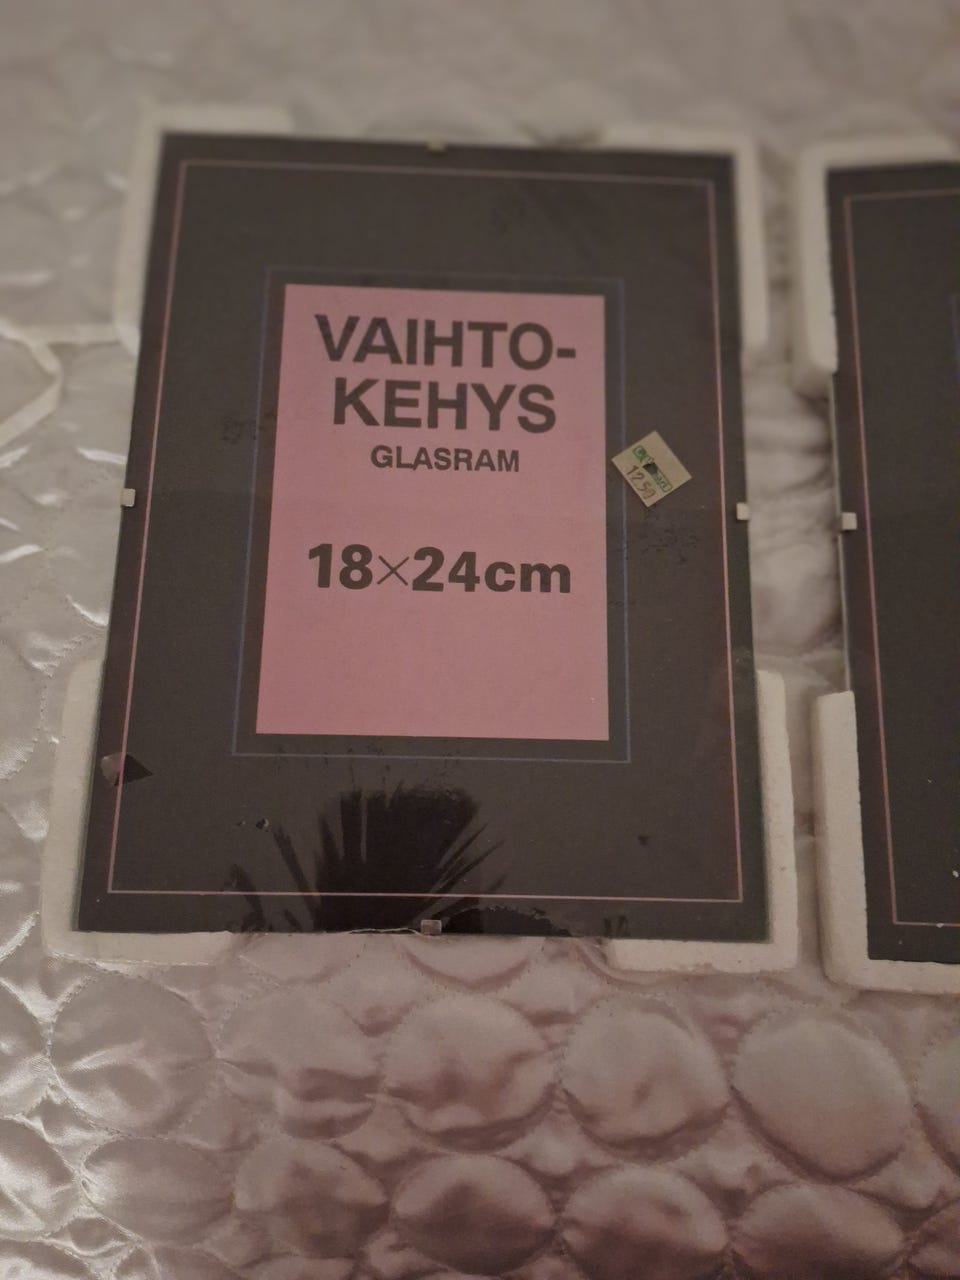 VAIHTO-
KEHYS
GLASRAM
12,50
18×24cm